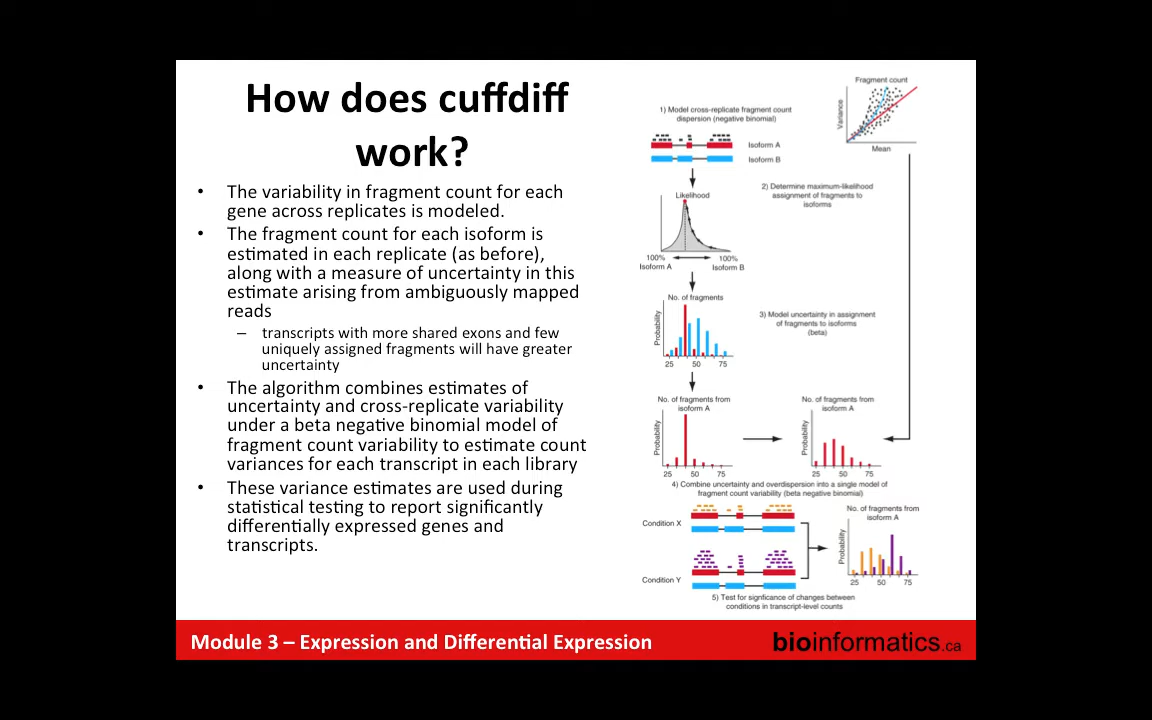 How does cuffdiff
work?
• The variability in fragment count for each
gene across replicates is modeled.
• The fragment count for each isoform is
estimated in each replicate (as before),
along with a measure of uncertainty in this
estimate arising from ambiguously mapped
reads
– transcripts with more shared exons and few
uniquely assigned fragments will have greater
uncertainty
• The algorithm combines estimates of
uncertainty and cross-replicate variability
under a beta negative binomial model of
fragment count variability to estimate count
variances for each transcript in each library
• These variance estimates are used during
statistical testing to report significantly
differentially expressed genes and
transcripts.
Fragment count
Variance
Mean
1) Model cross-replicate fragment count
dispersion (negative binomial)
Isoform A
Isoform B
2) Determine maximum-likelihood
assignment of fragments to
isoforms
Likelihood
100%
Isoform A
100%
Isoform B
No. of fragments
Probability
25 50 75
3) Model uncertainty in assignment
of fragments to isoforms
(beta)
No. of fragments from
isoform A
Probability
25 50 75
No. of fragments from
isoform A
Probability
25 50 75
4) Combine uncertainty and overdispersion into a single model of
fragment count variability (beta negative binomial)
Condition X
Condition Y
No. of fragments from
isoform A
Probability
25 50 75
5) Test for signficance of changes between
conditions in transcript-level counts
Module 3 – Expression and Differential Expression
bioinformatics.ca